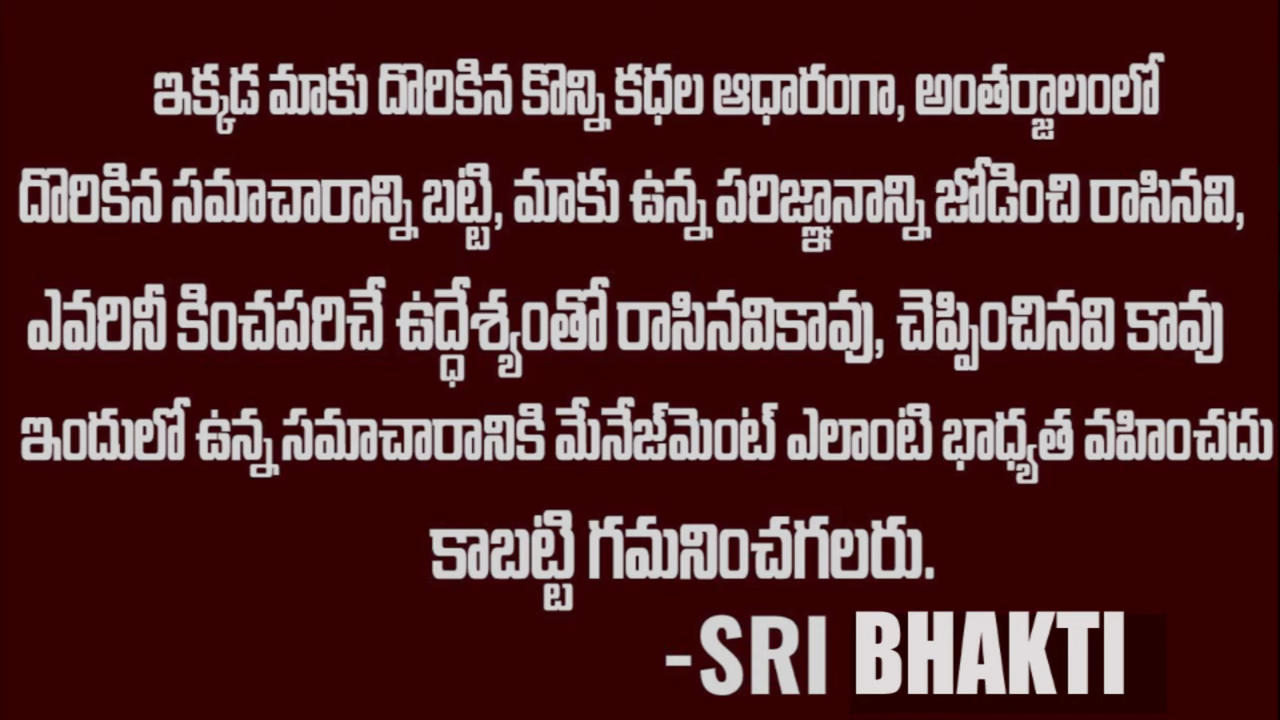 ఇక్కడ మాకు దొరికిన కొన్ని కధల ఆధారంగా, అంతర్జాలంలో
దొరికిన సమాచారాన్ని బట్టి, మాకు ఉన్న పరిజ్ఞానాన్ని జోడించి రాసినవి,
ఎవరినీ కించపరిచే ఉద్ధేశ్యంతో రాసినవికావు, చెప్పించినవి కావు
ఇందులో ఉన్న సమాచారానికి మేనేజ్‌మెంట్ ఎలాంటి భాధ్యత వహించదు
కాబట్టి గమనించగలరు.
-SRI BHAKTI